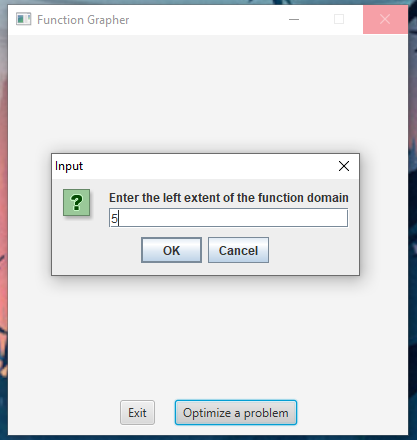 Function Grapher
Input
?
Enter the left extent of the function domain
5
OK Cancel
Exit Optimize a problem